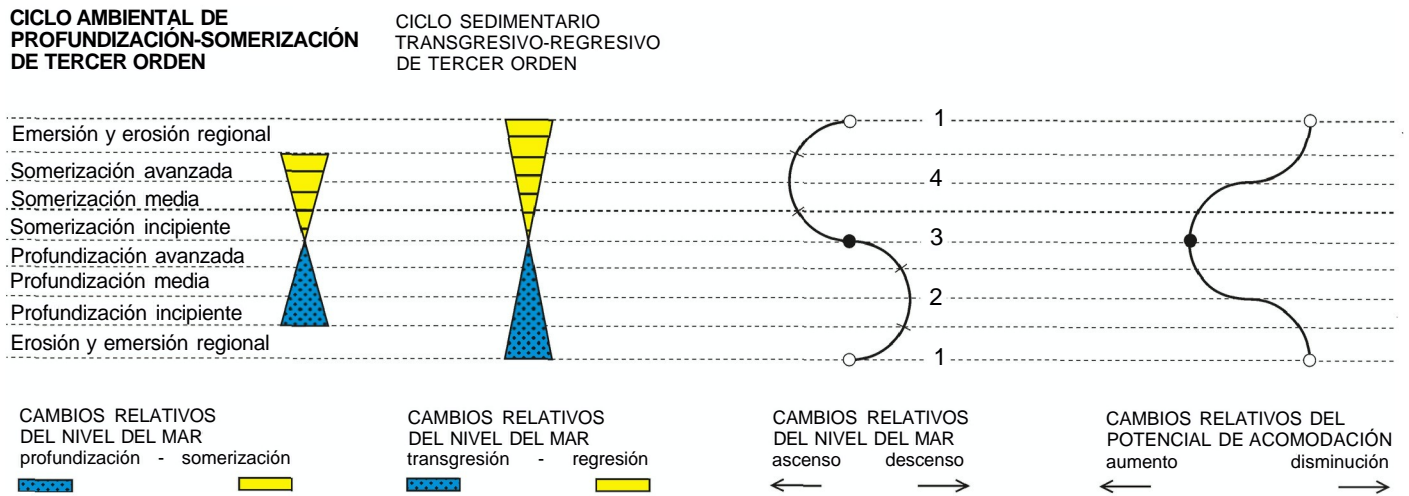 CICLO AMBIENTAL DE
PROFUNDIZACIÓN-SOMERIZACIÓN
DE TERCER ORDEN
CICLO SEDIMENTARIO
TRANSGRESIVO-REGRESIVO
DE TERCER ORDEN
Emersión y erosión regional
Somerización avanzada
Somerización media
Somerización incipiente
Profundización avanzada
Profundización media
Profundización incipiente
Erosión y emersión regional
1
4
3
2
1
CAMBIOS RELATIVOS
DEL NIVEL DEL MAR
profundización - somerización
CAMBIOS RELATIVOS
DEL NIVEL DEL MAR
transgresión - regresión
CAMBIOS RELATIVOS
DEL NIVEL DEL MAR
ascenso descenso
CAMBIOS RELATIVOS DEL
POTENCIAL DE ACOMODACIÓN
aumento disminución